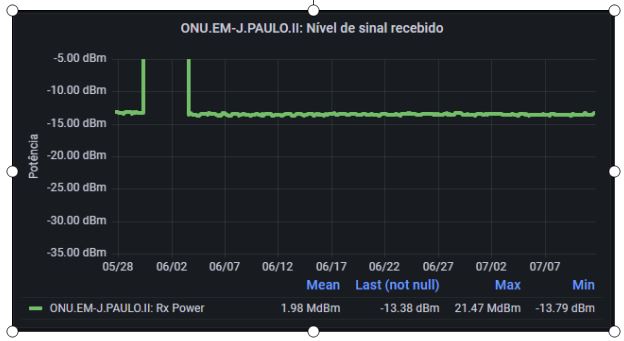 ONU.EM-J.PAULO.II: Nível de sinal recebido
Potência
-5.00 dBm
-10.00 dBm
-15.00 dBm
-20.00 dBm
-25.00 dBm
-30.00 dBm
-35.00 dBm
05/28 06/02 06/07 06/12 06/17 06/22 06/27 07/02 07/07
Mean Last (not null) Max Min
ONU.EM-J.PAULO.II: Rx Power 1.98 MdBm -13.38 dBm 21.47 MdBm -13.79 dBm